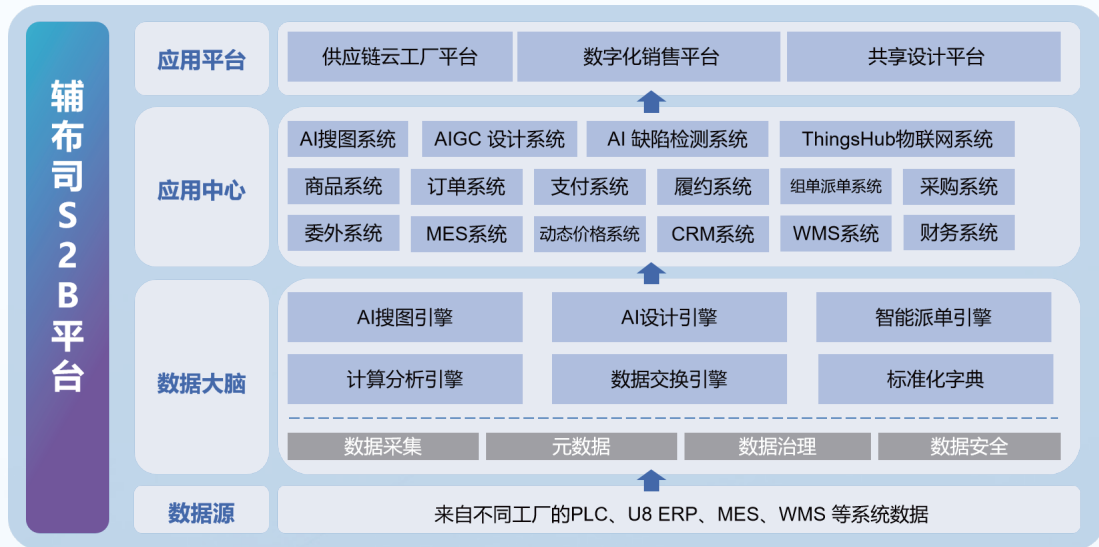 辅布司S2B平台
应用平台
供应链云工厂平台
数字化销售平台
共享设计平台
应用中心
AI搜图系统
AIGC 设计系统
AI 缺陷检测系统
ThingsHub物联网系统
商品系统
订单系统
支付系统
履约系统
组单派单系统
采购系统
委外系统
MES系统
动态价格系统
CRM系统
WMS系统
财务系统
数据大脑
AI搜图引擎
AI设计引擎
智能派单引擎
计算分析引擎
数据交换引擎
标准化字典
数据采集
元数据
数据治理
数据安全
数据源
来自不同工厂的PLC、U8 ERP、MES、WMS 等系统数据